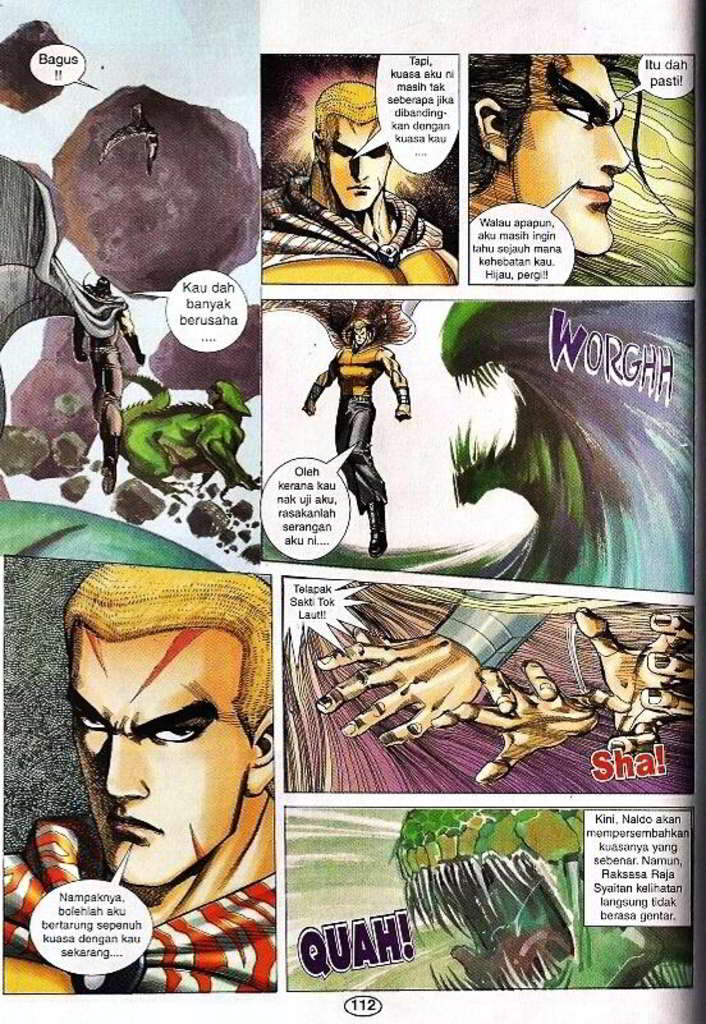 Bagus
!!
Kau dah
banyak
berusaha
....
Tapi,
kuasa aku ni
masih tak
seberapa jika
dibanding-
kan dengan
kuasa kau
....
Itu dah
pasti!
Walau apapun,
aku masih ingin
tahu sejauh mana
kehebatan kau.
Hijau, pergi!!
WORGHH
Oleh
kerana kau
nak uji aku,
rasakanlah
serangan
aku ni....
Nampaknya,
bolehlah aku
bertarung sepenuh
kuasa dengan kau
sekarang....
Telapak
Sakti Tok
Laut!!
Sha!
Kini, Naldo akan
mempersembahkan
kuasanya yang
sebenar. Namun,
Raksasa Raja
Syaitan kelihatan
langsung tidak
berasa gentar.
QUAH!
112